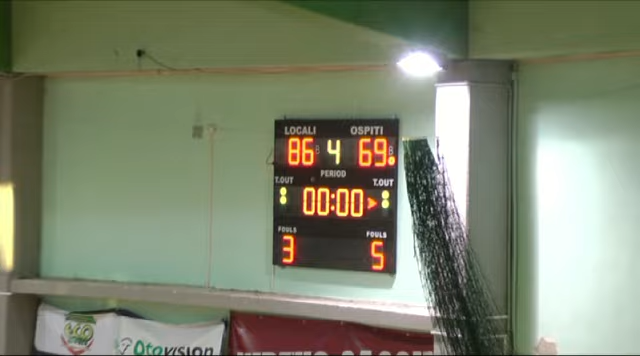 LOCALI OSPITI
86 4 69
PERIOD
T.OUT T.OUT
00:00
FOULS FOULS
3 5
Otovision